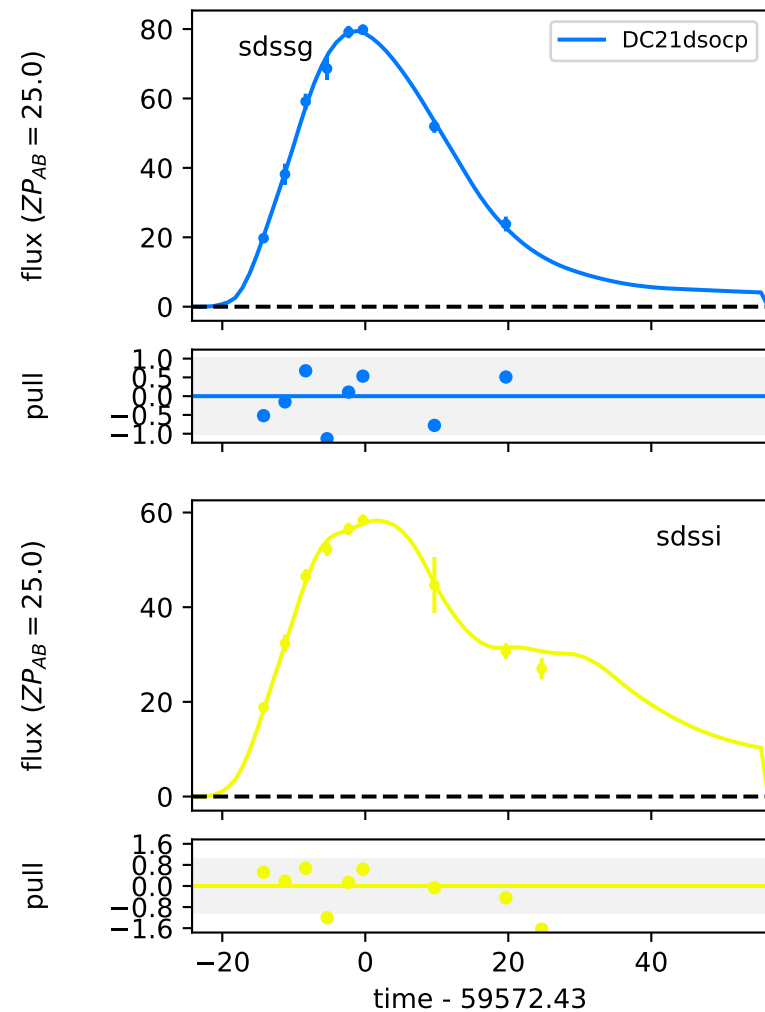 80
60
40
20
0
flux (ZP_AB = 25.0)
sdssg
DC21dsocp
1.0
0.5
0.0
−0.5
−1.0
pull
60
40
20
0
flux (ZP_AB = 25.0)
sdssi
1.6
0.8
0.0
−0.8
−1.6
pull
−20 0 20 40
time - 59572.43